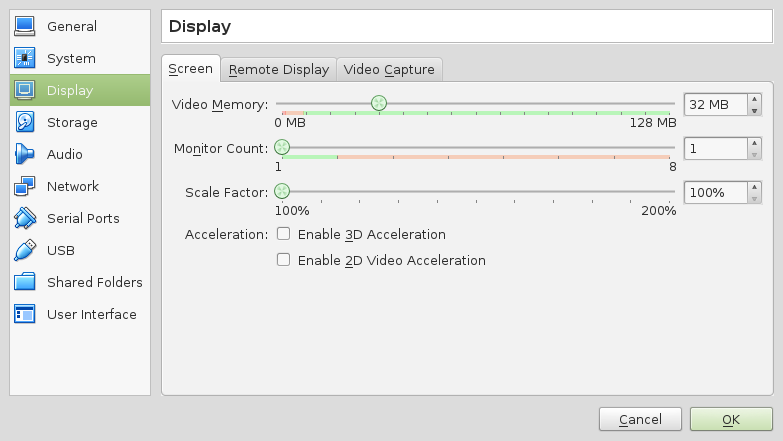 General
System
Display
Storage
Audio
Network
Serial Ports
USB
Shared Folders
User Interface
Display
Screen
Remote Display
Video Capture
Video Memory:
32 MB
0 MB
128 MB
Monitor Count:
1
1
8
Scale Factor:
100%
100%
200%
Acceleration:
Enable 3D Acceleration
Enable 2D Video Acceleration
Cancel
OK